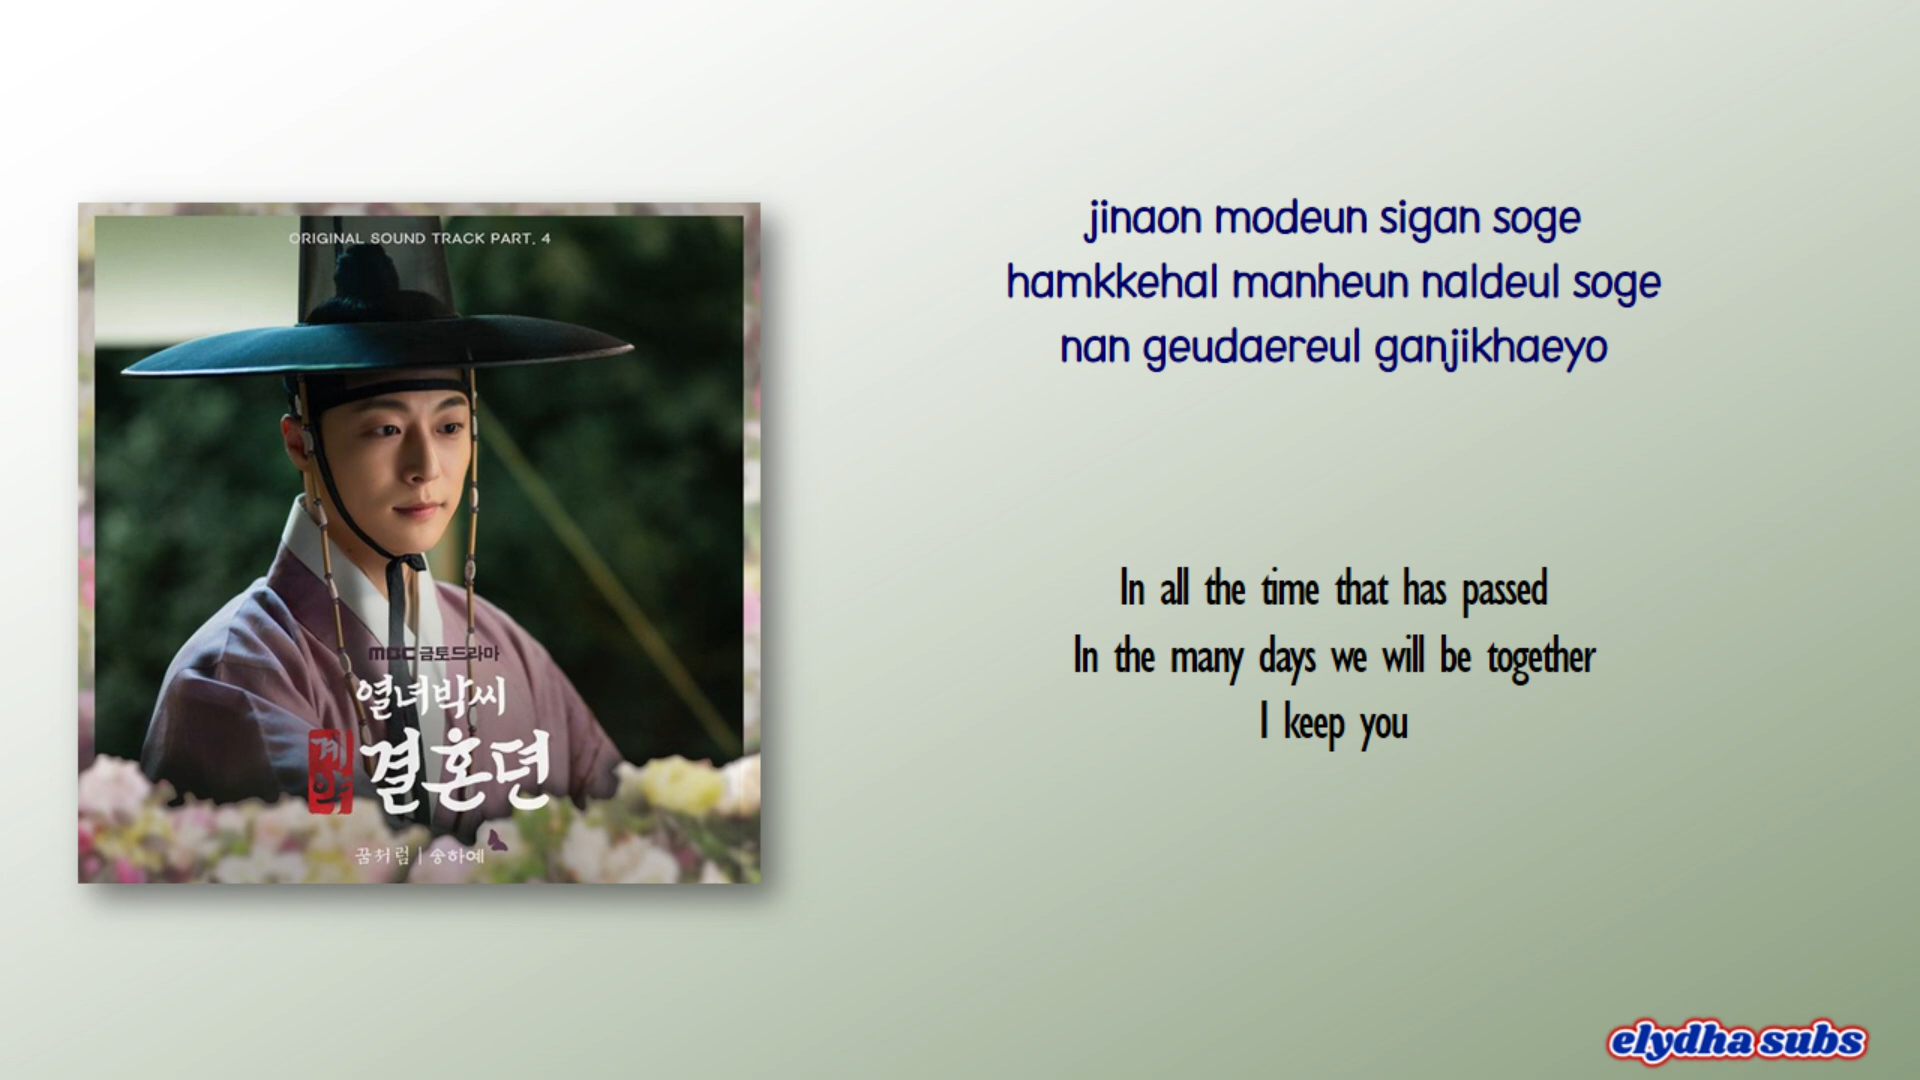 ORIGINAL SOUND TRACK PART. 4
MBC 금토드라마
열녀박씨
계약
결혼뎐
꿈처럼 | 송하예
jinaon modeun sigan soge
hamkkehal manheun naldeul soge
nan geudaereul ganjikhaeyo
In all the time that has passed
In the many days we will be together
I keep you
elydha subs